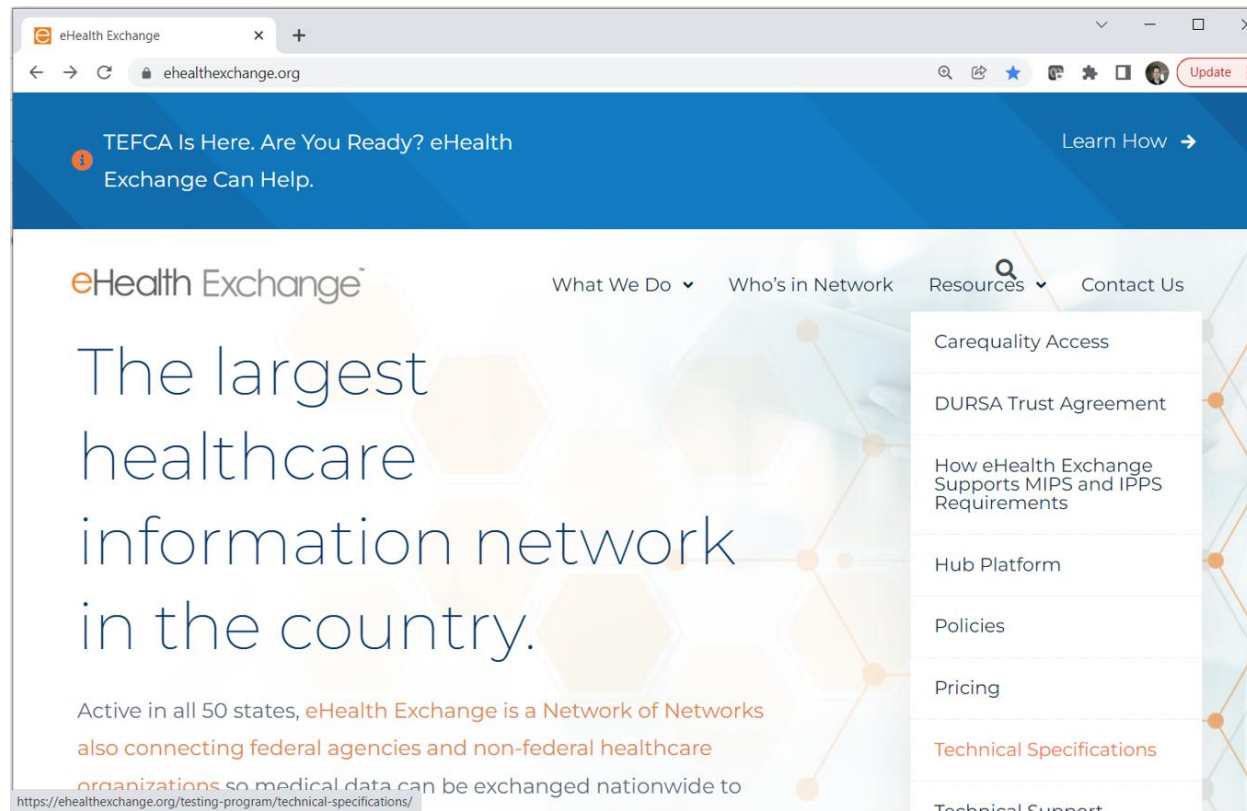 eHealth Exchange
ehealthexchange.org
Update
TEFCA Is Here. Are You Ready? eHealth
Exchange Can Help.
Learn How
eHealth Exchange™
What We Do
Who's in Network
Resources
Contact Us
The largest
healthcare
information network
in the country.
Active in all 50 states, eHealth Exchange is a Network of Networks
also connecting federal agencies and non-federal healthcare
organizations so medical data can be exchanged nationwide to
Carequality Access
DURSA Trust Agreement
How eHealth Exchange
Supports MIPS and IPPS
Requirements
Hub Platform
Policies
Pricing
Technical Specifications
Technical Support
https://ehealthexchange.org/testing-program/technical-specifications/